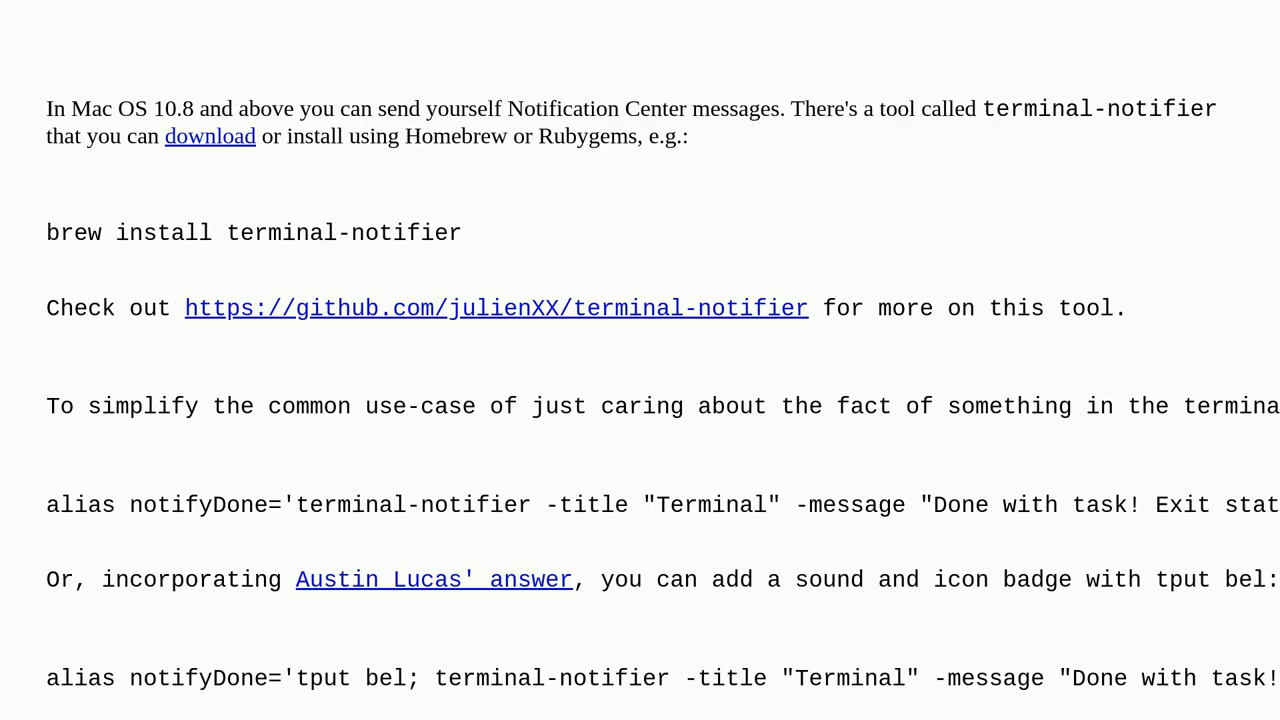 In Mac OS 10.8 and above you can send yourself Notification Center messages. There's a tool called terminal-notifier
that you can download or install using Homebrew or Rubygems, e.g.:
brew install terminal-notifier
Check out https://github.com/julienXX/terminal-notifier for more on this tool.
To simplify the common use-case of just caring about the fact of something in the termina
alias notifyDone='terminal-notifier -title "Terminal" -message "Done with task! Exit stat
Or, incorporating Austin Lucas' answer, you can add a sound and icon badge with tput bel:
alias notifyDone='tput bel; terminal-notifier -title "Terminal" -message "Done with task!